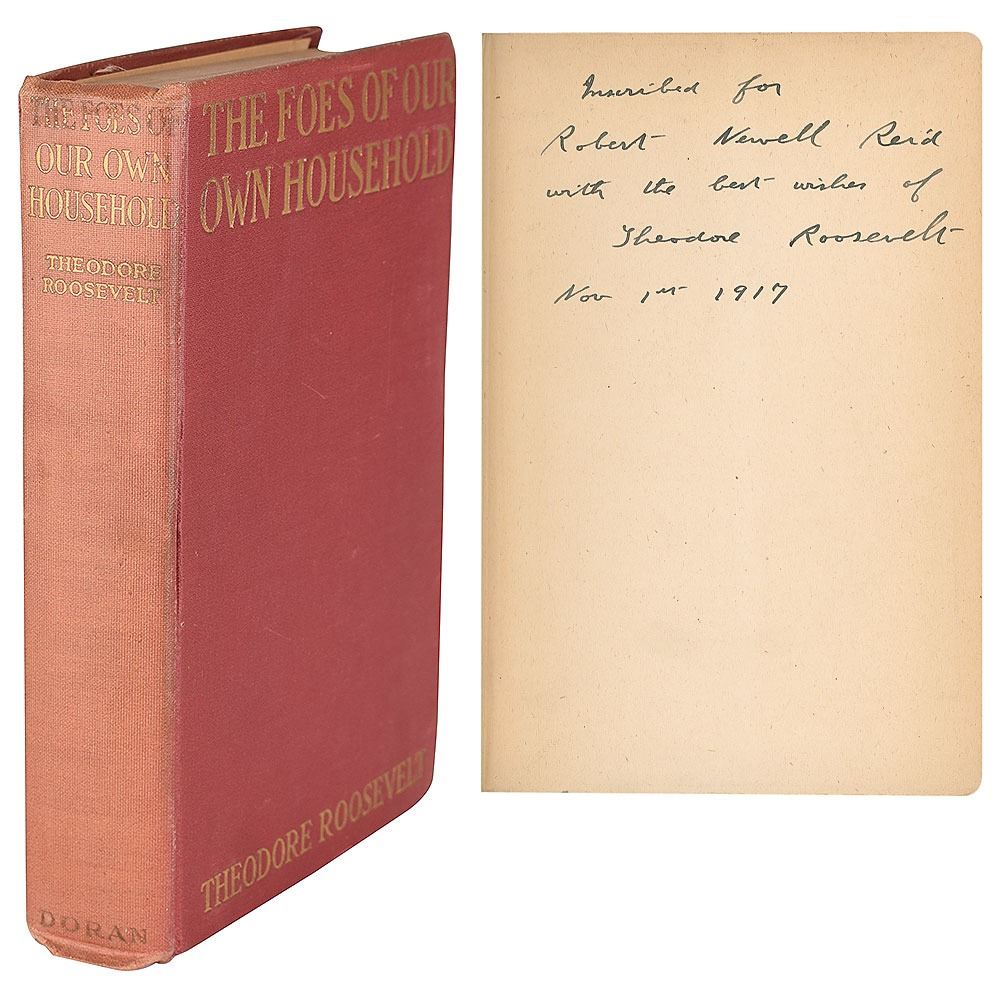 THE FOES OF
OUR OWN
HOUSEHOLD
THEODORE
ROOSEVELT
DORAN
THE FOES OF OUR
OWN HOUSEHOLD
THEODORE ROOSEVELT
Inscribed for
Robert Newell Reid
with the best wishes of
Theodore Roosevelt
Nov 1st 1917